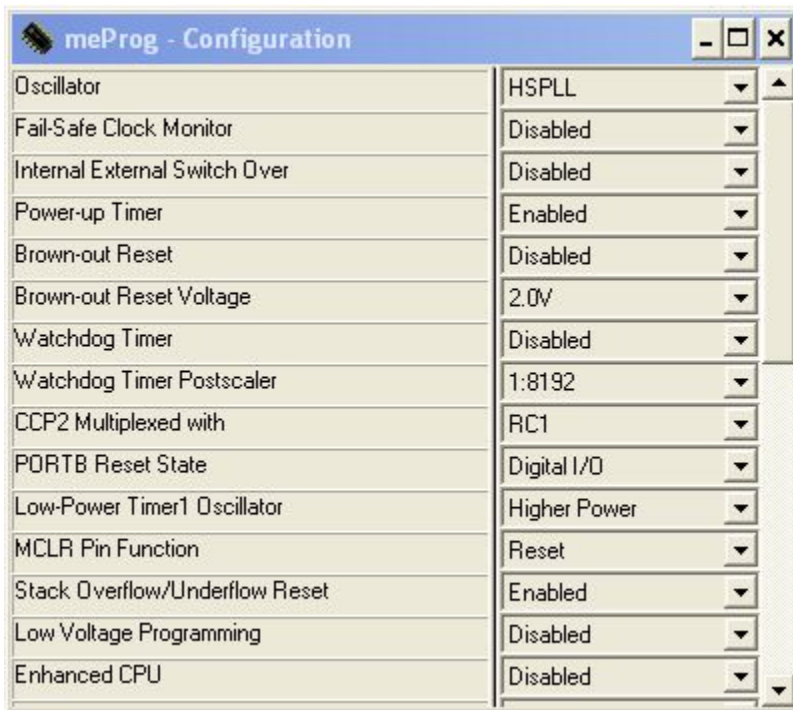 meProg - Configuration
Oscillator HSPLL
Fail-Safe Clock Monitor Disabled
Internal External Switch Over Disabled
Power-up Timer Enabled
Brown-out Reset Disabled
Brown-out Reset Voltage 2.0V
Watchdog Timer Disabled
Watchdog Timer Postscaler 1:8192
CCP2 Multiplexed with RC1
PORTB Reset State Digital I/O
Low-Power Timer1 Oscillator Higher Power
MCLR Pin Function Reset
Stack Overflow/Underflow Reset Enabled
Low Voltage Programming Disabled
Enhanced CPU Disabled